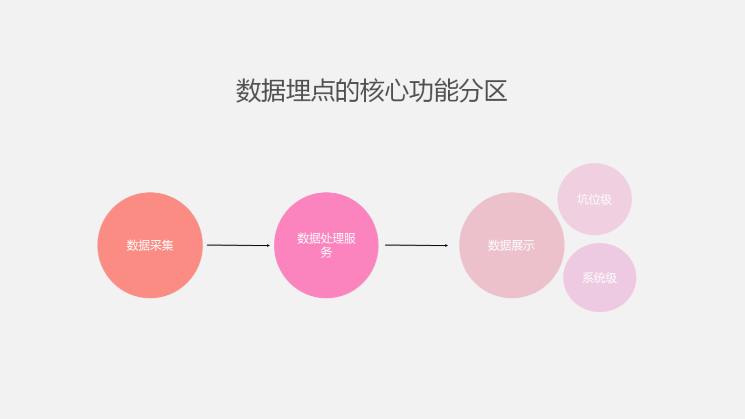 数据埋点的核心功能分区
坑位级
数据采集
数据处理服
务
数据展示
系统级